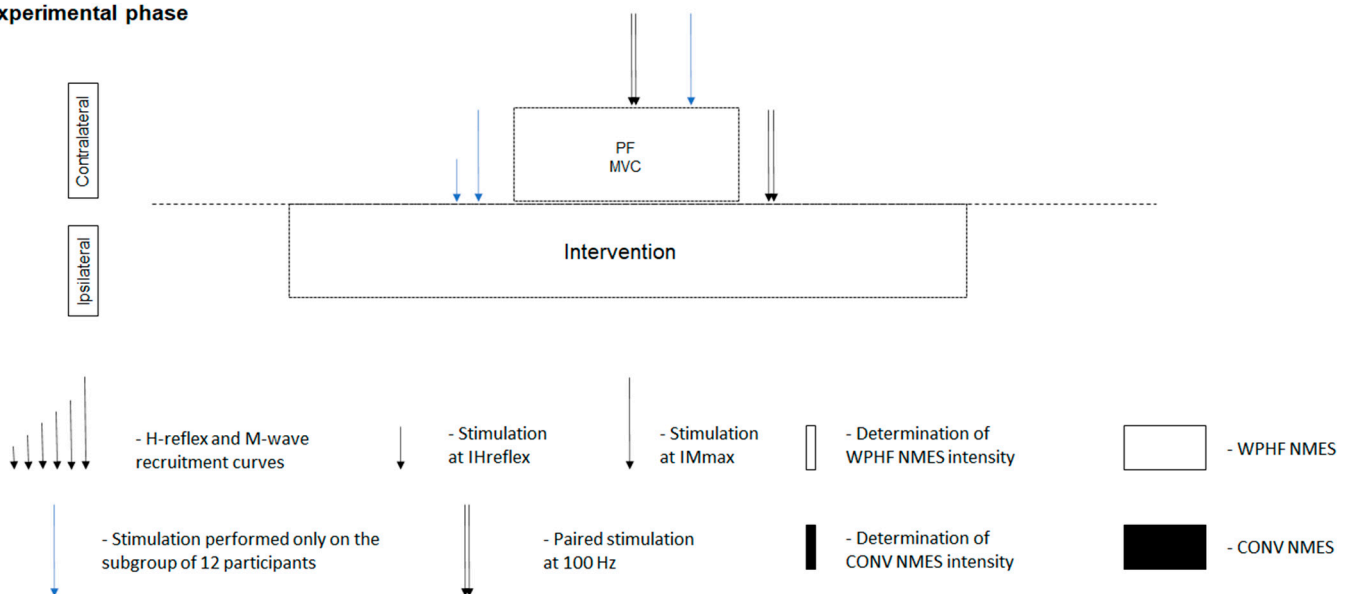 xperimental phase
Contralateral
PF
MVC
Ipsilateral
Intervention
- H-reflex and M-wave
recruitment curves
- Stimulation
at IHreflex
- Stimulation
at IMmax
- Determination of
WPHF NMES intensity
- WPHF NMES
- Stimulation performed only on the
subgroup of 12 participants
- Paired stimulation
at 100 Hz
- Determination of
CONV NMES intensity
- CONV NMES